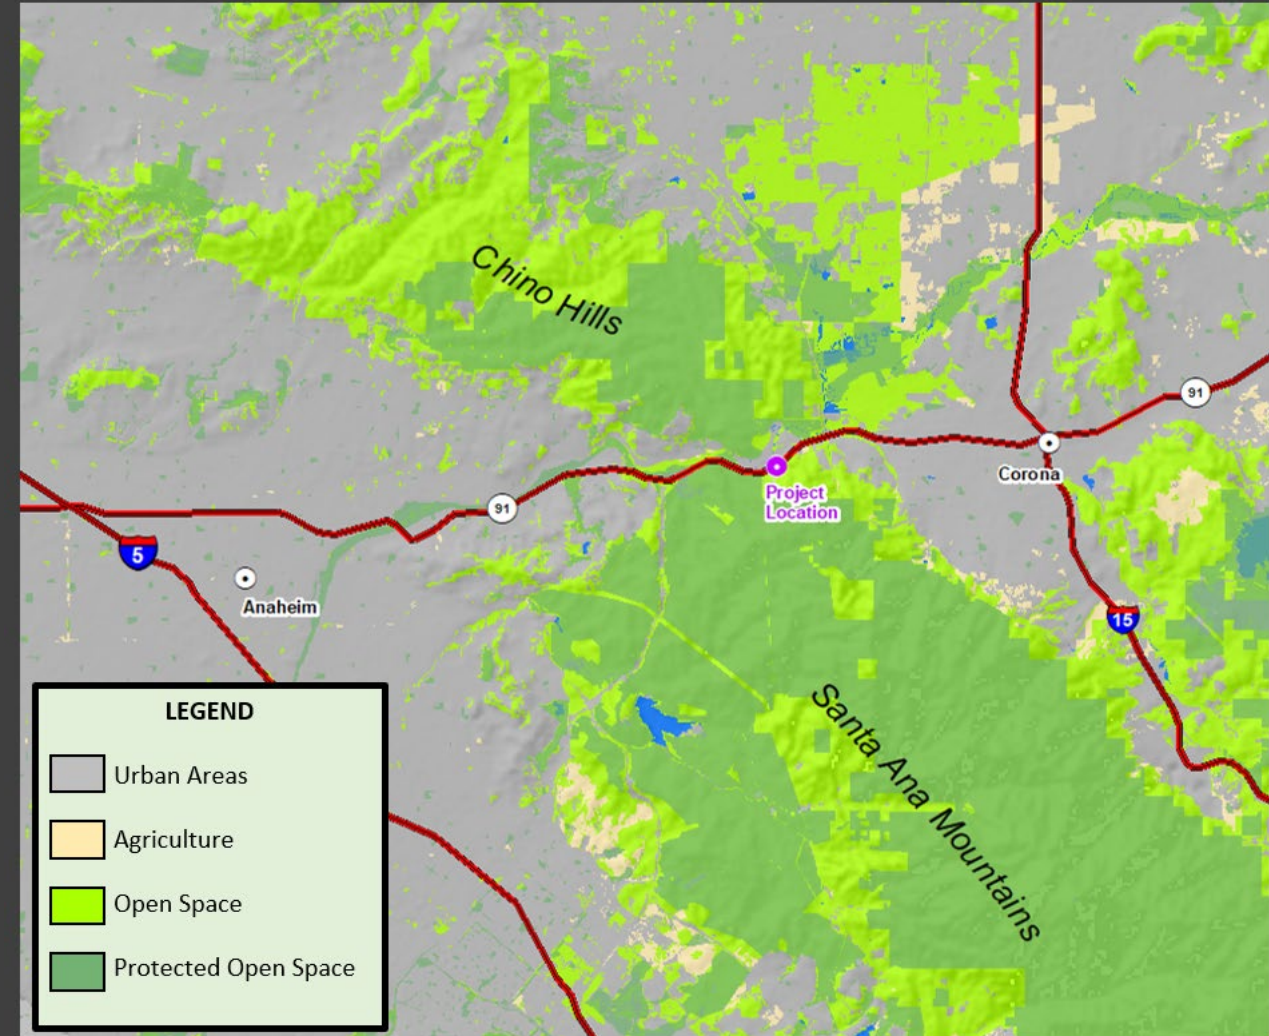 Chino Hills
91
Corona
Project
Location
91
5
Anaheim
15
Santa Ana Mountains
LEGEND
Urban Areas
Agriculture
Open Space
Protected Open Space